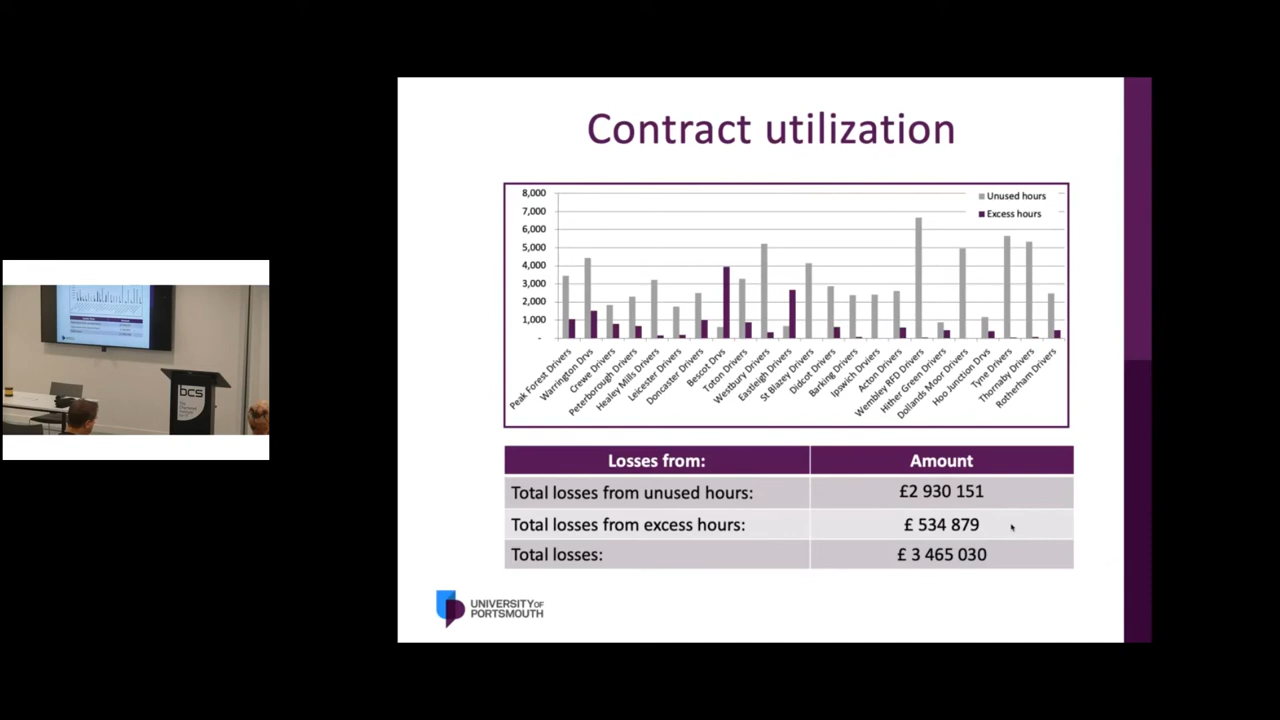 Contract utilization
8,000
7,000
6,000
5,000
4,000
3,000
2,000
1,000
-
Unused hours
Excess hours
Peak Forest Drivers
Warrington Drvs
Crewe Drivers
Peterborough Drivers
Healey Mills Drivers
Leicester Drivers
Doncaster Drivers
Bescot Drvs
Toton Drivers
Westbury Drivers
Eastleigh Drivers
St Blazey Drivers
Didcot Drivers
Barking Drivers
Ipswich Drivers
Acton Drivers
Wembley RFD Drivers
Hither Green Drivers
Dollands Moor Drivers
Hoo Junction Drvs
Tyne Drivers
Thornaby Drivers
Rotherham Drivers
Losses from: Amount
Total losses from unused hours: £2 930 151
Total losses from excess hours: £ 534 879
Total losses: £ 3 465 030
UNIVERSITY OF
PORTSMOUTH
bcs